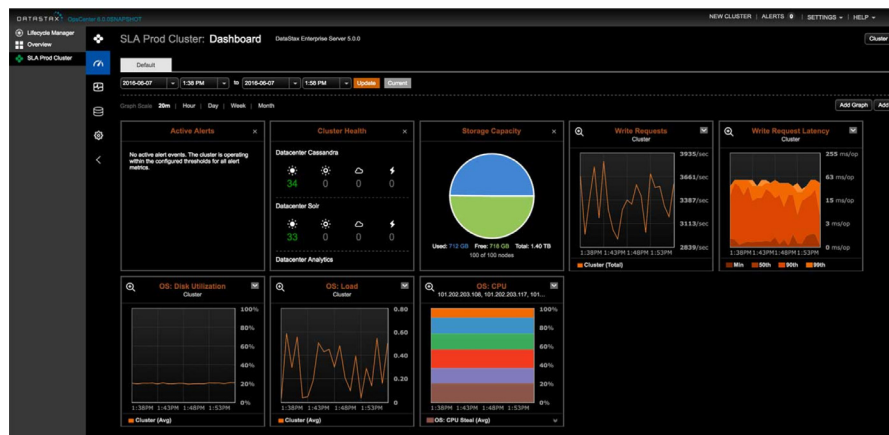 DATASTAX OpsCenter 6.0.0SNAPSHOT
NEW CLUSTER | ALERTS 0 | SETTINGS | HELP
Lifecycle Manager
Overview
SLA Prod Cluster
SLA Prod Cluster: Dashboard DataStax Enterprise Server 5.0.0
Cluster
Default
2016-06-07 1:38 PM to 2016-06-07 1:58 PM Update Current
Graph Scale 20m | Hour | Day | Week | Month
Add Graph Add
Active Alerts
No active alert events. The cluster is operating
within the configured thresholds for all alert
metrics.
Cluster Health
Datacenter Cassandra
34 0 0 0
Datacenter Solr
33 0 0 0
Datacenter Analytics
Storage Capacity
Used: 712 GB Free: 718 GB Total: 1.40 TB
100 of 100 nodes
Write Requests
Cluster
3935/sec
3661/sec
3387/sec
3113/sec
2839/sec
1:38PM 1:43PM 1:48PM 1:53PM
Cluster (Total)
Write Request Latency
Cluster
255 ms/op
63 ms/op
15 ms/op
3 ms/op
0 ms/op
1:38PM 1:43PM 1:48PM 1:53PM
Min 50th 90th 99th
OS: Disk Utilization
Cluster
100%
80%
60%
40%
20%
0%
1:38PM 1:43PM 1:48PM 1:53PM
Cluster (Avg)
OS: Load
Cluster
0.80
0.60
0.40
0.20
0
1:38PM 1:43PM 1:48PM 1:53PM
Cluster (Avg)
OS: CPU
101.202.203.108, 101.202.203.117, 101...
100%
80%
60%
40%
20%
0%
1:38PM 1:43PM 1:48PM 1:53PM
OS: CPU Steal (Avg)